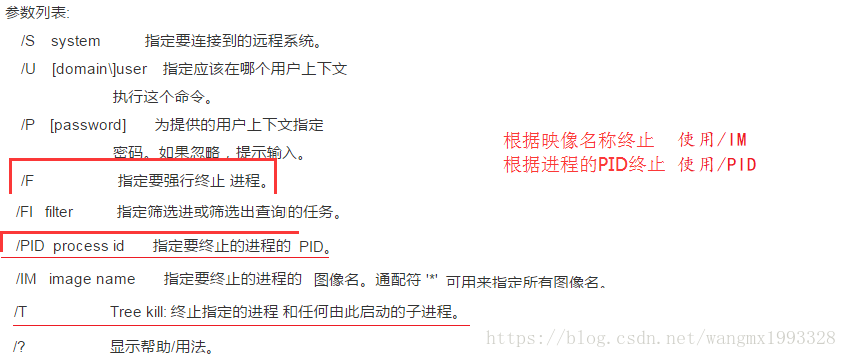 参数列表:
/S system 指定要连接到的远程系统。
/U [domain\]user 指定应该在哪个用户上下文
执行这个命令。
/P [password] 为提供的用户上下文指定
密码。如果忽略，提示输入。
/F 指定要强行终止 进程。
/FI filter 指定筛选进或筛选出查询的任务。
/PID process id 指定要终止的进程的 PID。
/IM image name 指定要终止的进程的 图像名。通配符 '*' 可用来指定所有图像名。
/T Tree kill: 终止指定的进程 和任何由此启动的子进程。
/? 显示帮助/用法。
根据映像名称终止 使用/IM
根据进程的PID终止 使用/PID
https://blog.csdn.net/wangmx1993328